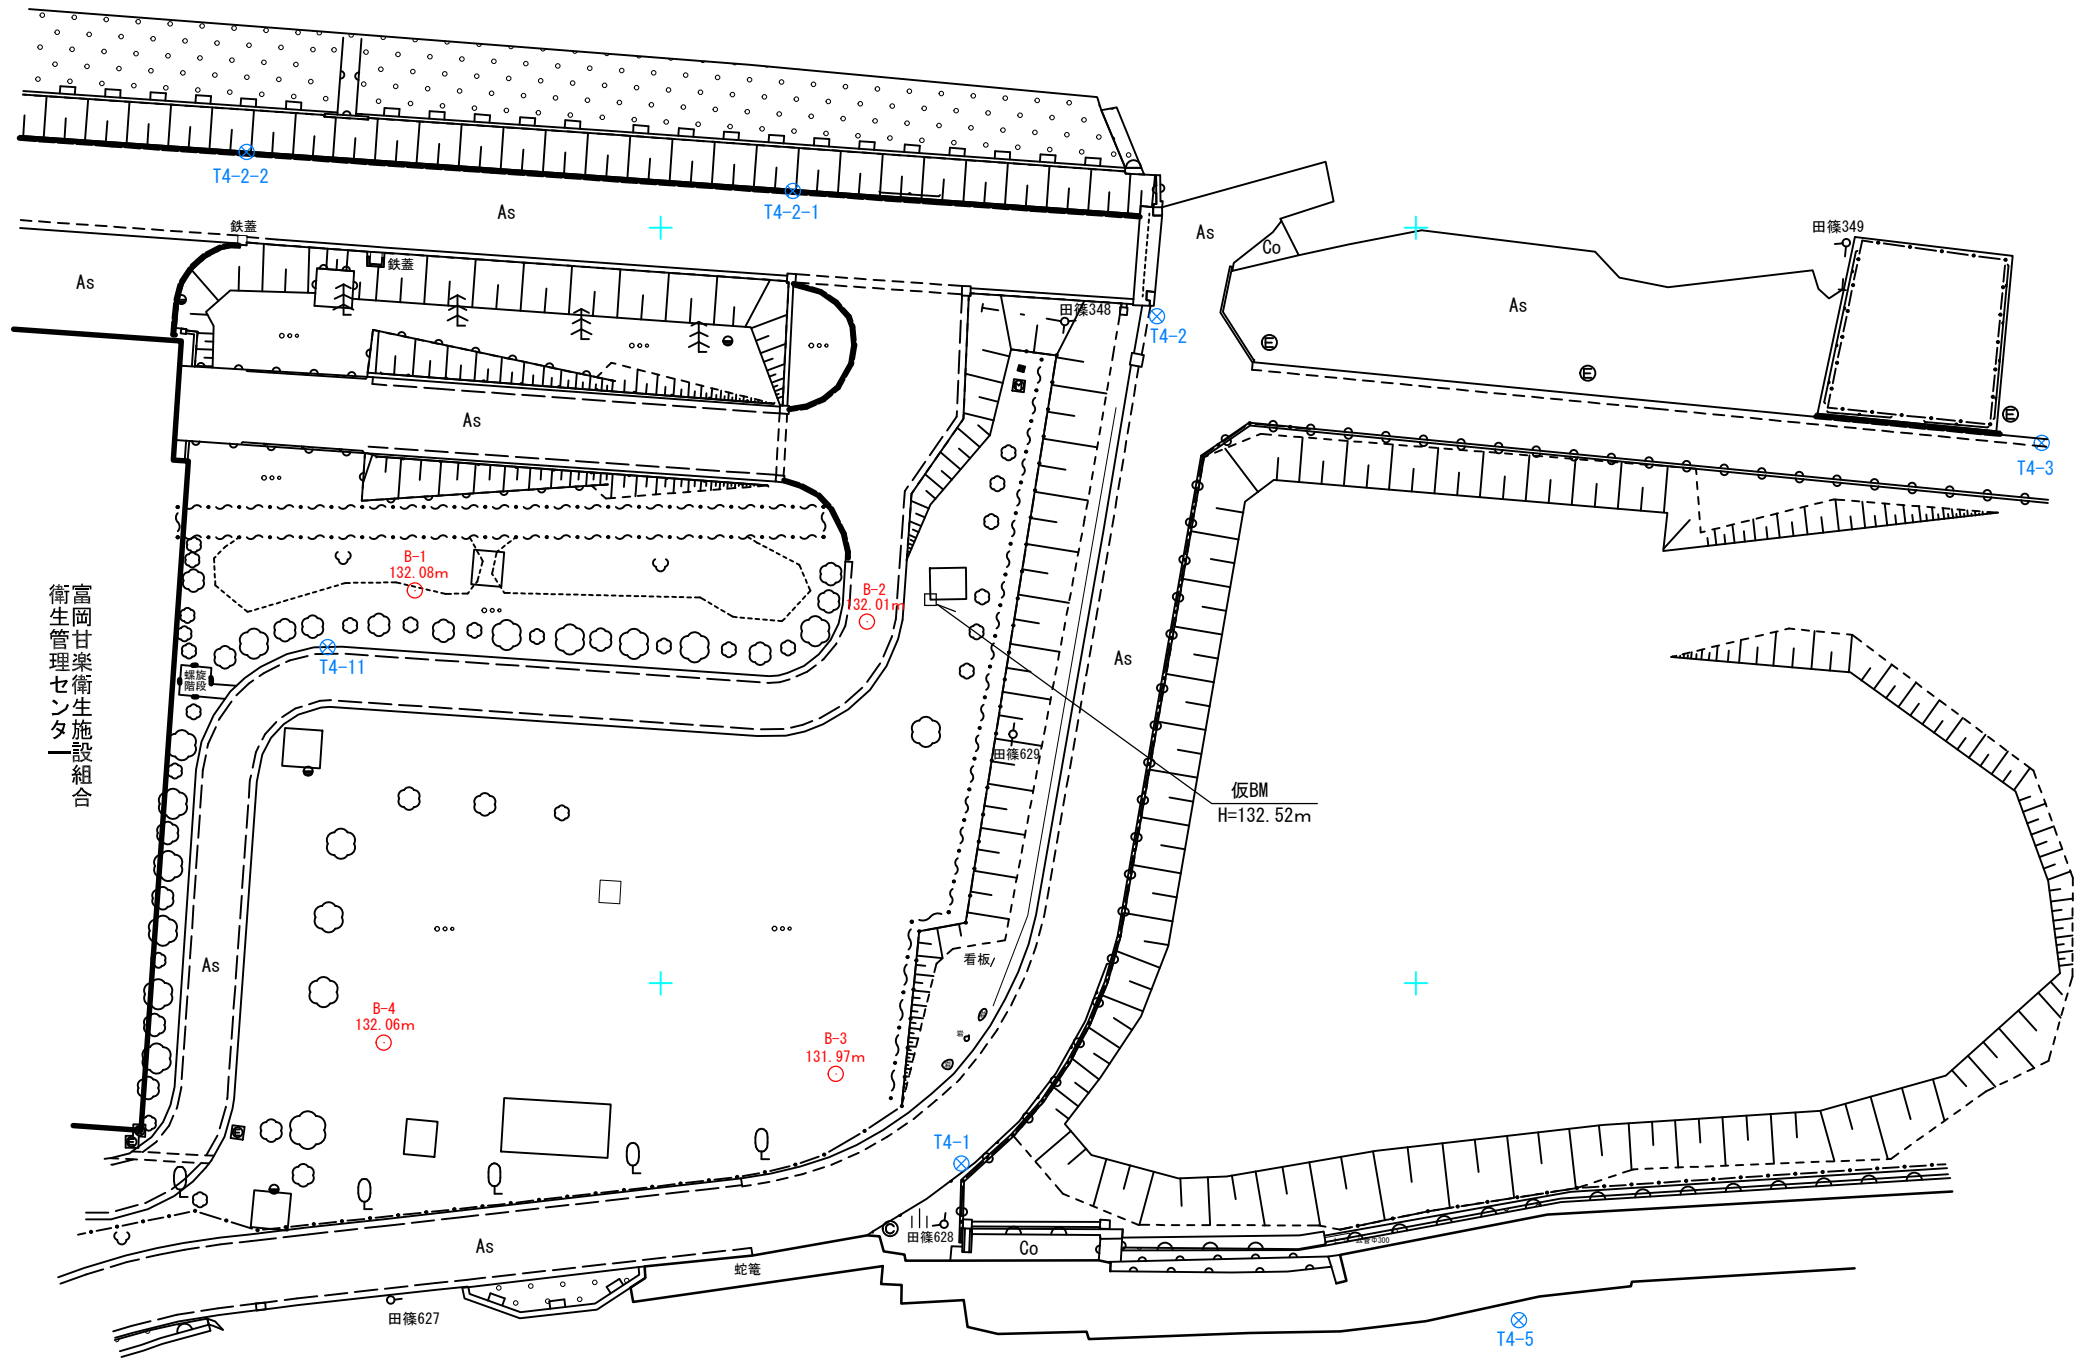 T4-2-2
T4-2-1
As
鉄蓋
鉄蓋
As
As
Co
田篠349
As
田篠348
T4-2
E
E
E
T4-3
As
B-1
132.08m
B-2
132.01m
富岡甘楽衛生施設組合
衛生管理センター
T4-11
螺旋
階段
As
田篠629
仮BM
H=132.52m
As
看板
B-4
132.06m
B-3
131.97m
T4-1
C
田篠628
Co
As
蛇篭
田篠627
T4-5